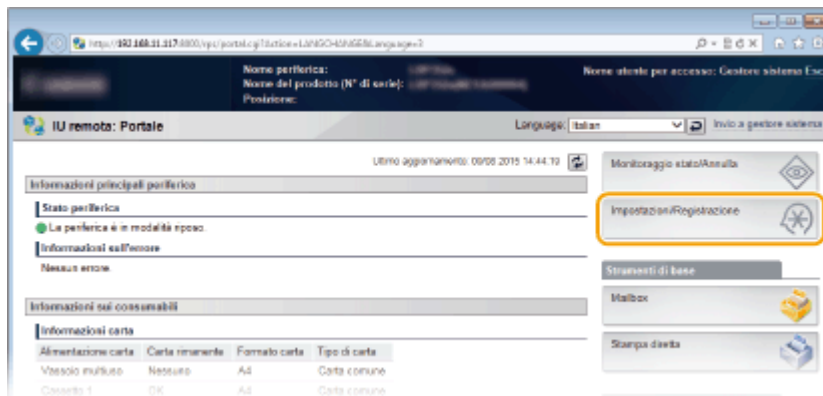 Nome periferica:
Nome del prodotto (N° di serie):
Posizione:
Nome utente per accesso: Gestore sistema Esc
IU remota: Portale
Language: Italian
Invio a gestore sistema
Ultimo aggiornamento: 09/08 2015 14:44:19
Informazioni principali periferica
Stato periferica
La periferica è in modalità riposo.
Informazioni sull'errore
Nessun errore.
Informazioni sui consumabili
Informazioni carta
Alimentazione carta Carta rimanente Formato carta Tipo di carta
Vassoio multiuso Nessuno A4 Carta comune
Cassetto 1 OK A4 Carta comune
Monitoraggio stato/Annulla
Impostazioni/Registrazione
Strumenti di base
Mailbox
Stampa diretta